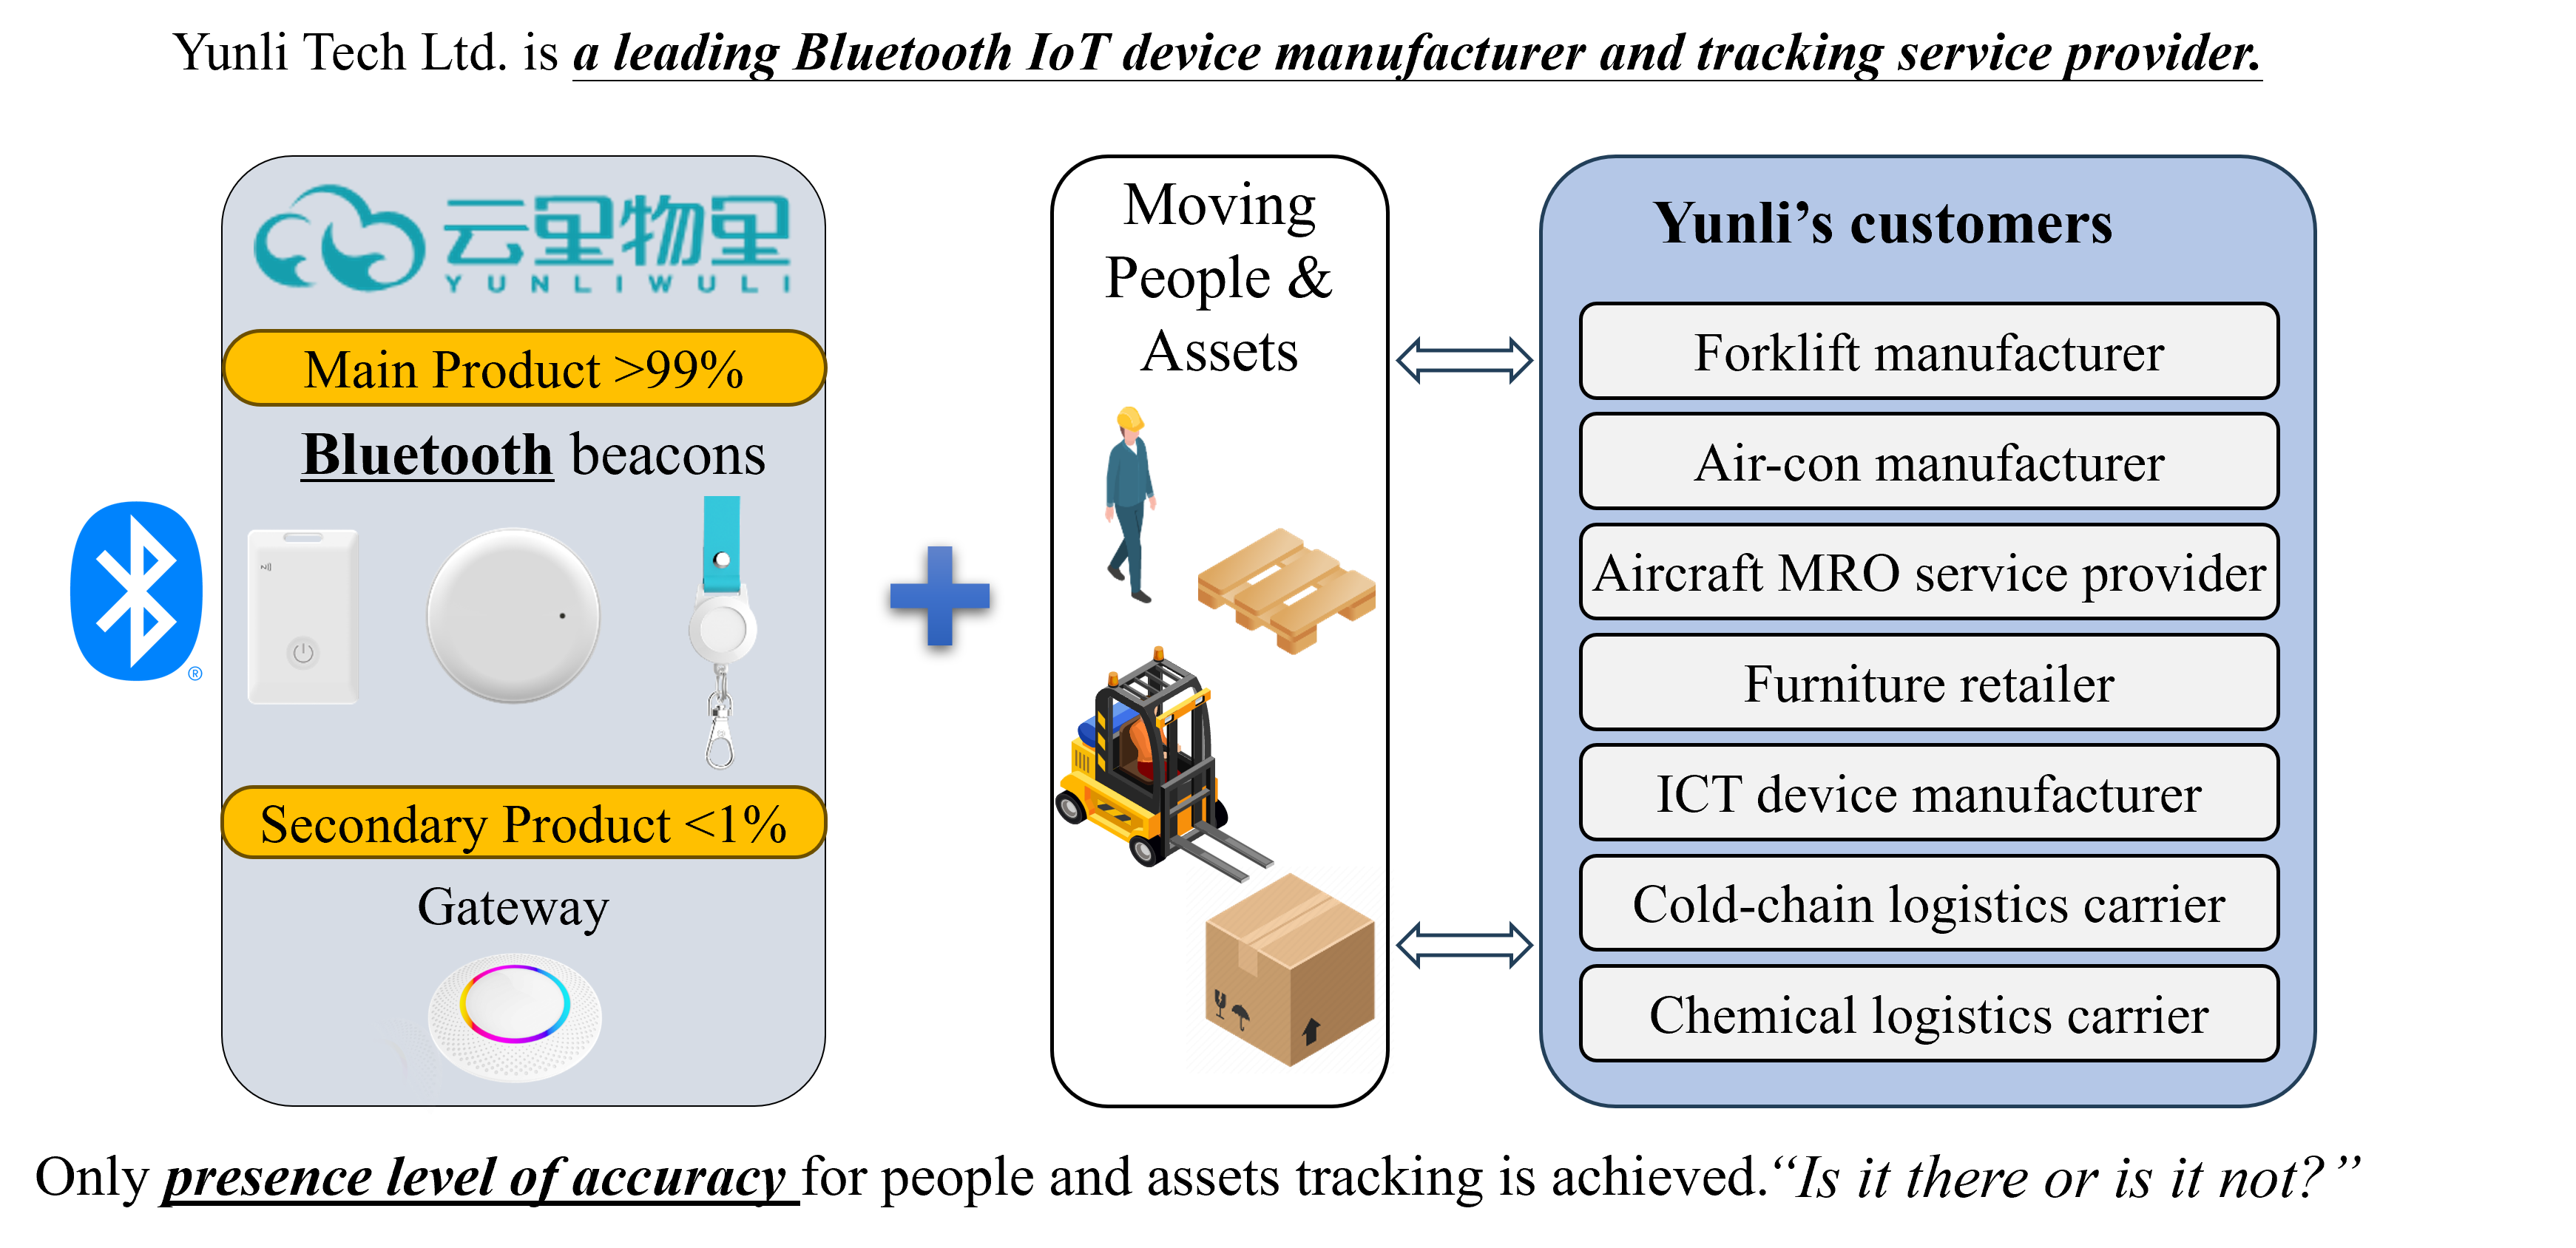 Yunli Tech Ltd. is a leading Bluetooth IoT device manufacturer and tracking service provider.
云里物里
YUNLIWULI
Main Product >99%
Bluetooth beacons
®
Secondary Product <1%
Gateway
Moving
People &
Assets
Yunli’s customers
Forklift manufacturer
Air-con manufacturer
Aircraft MRO service provider
Furniture retailer
ICT device manufacturer
Cold-chain logistics carrier
Chemical logistics carrier
Only presence level of accuracy for people and assets tracking is achieved.“Is it there or is it not?”